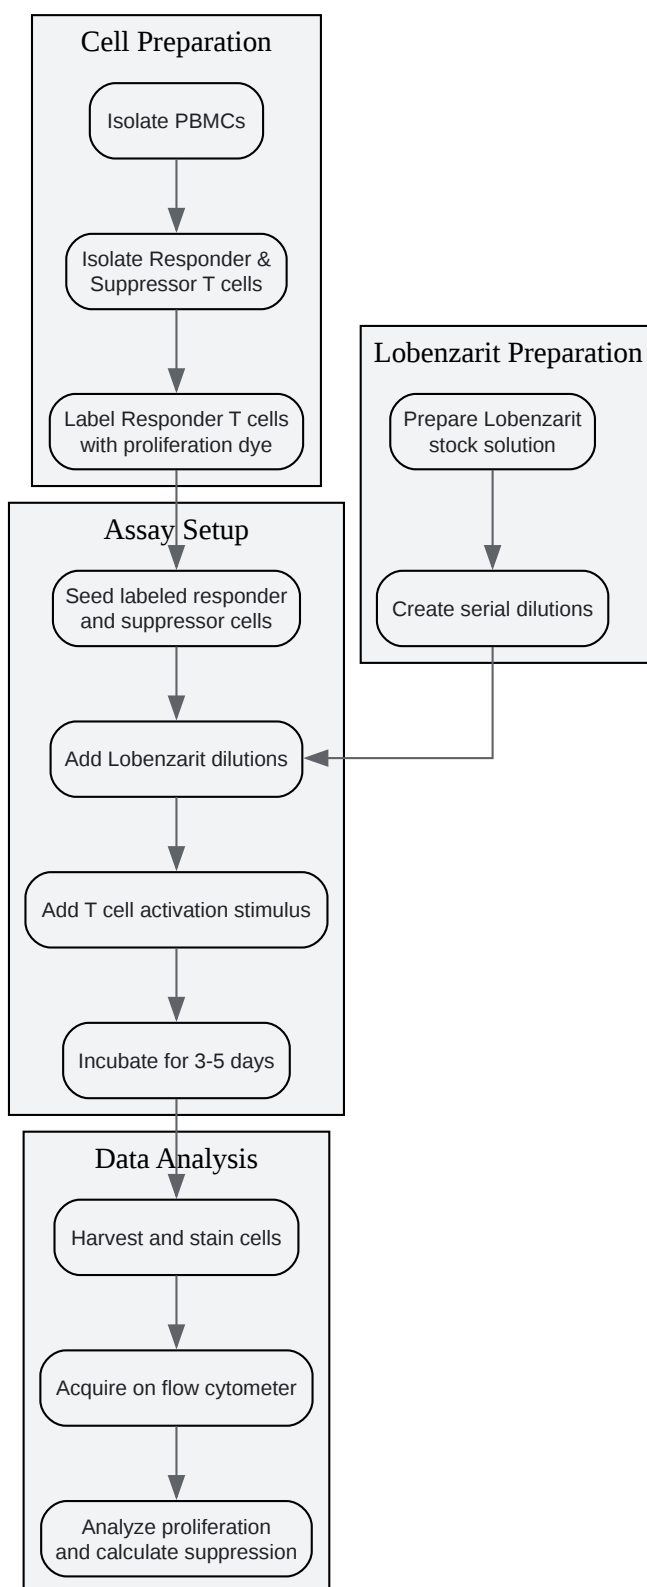 Cell Preparation
Isolate PBMCs
Isolate Responder &
Suppressor T cells
Label Responder T cells
with proliferation dye
Lobenzarit Preparation
Prepare Lobenzarit
stock solution
Create serial dilutions
Assay Setup
Seed labeled responder
and suppressor cells
Add Lobenzarit dilutions
Add T cell activation stimulus
Incubate for 3-5 days
Data Analysis
Harvest and stain cells
Acquire on flow cytometer
Analyze proliferation
and calculate suppression